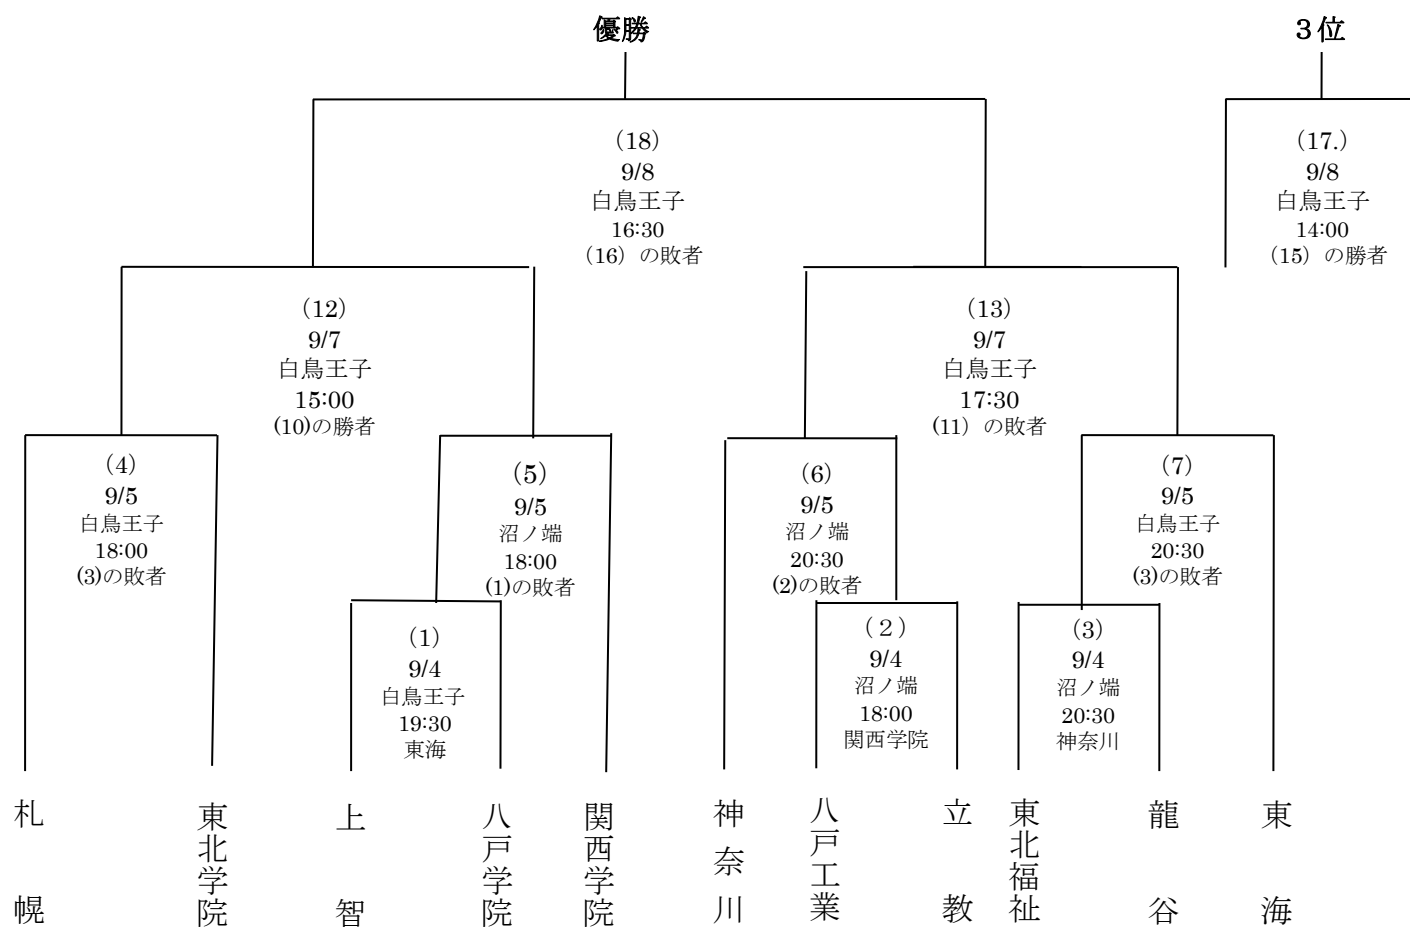 優勝
３位
（18）
9/8
白鳥王子
16:30
（16）の敗者
（17.）
9/8
白鳥王子
14:00
（15）の勝者
（12）
9/7
白鳥王子
15:00
(10)の勝者
（13）
9/7
白鳥王子
17:30
(11）の敗者
（4）
9/5
白鳥王子
18:00
(3)の敗者
（5）
9/5
沼ノ端
18:00
(1)の敗者
（6）
9/5
沼ノ端
20:30
(2)の敗者
（7）
9/5
白鳥王子
20:30
(3)の敗者
（1）
9/4
白鳥王子
19:30
東海
（２）
9/4
沼ノ端
18:00
関西学院
（3）
9/4
沼ノ端
20:30
神奈川
札幌
東北学院
上智
八戸学院
関西学院
神奈川
八戸工業
立教
東北福祉
龍谷
東海